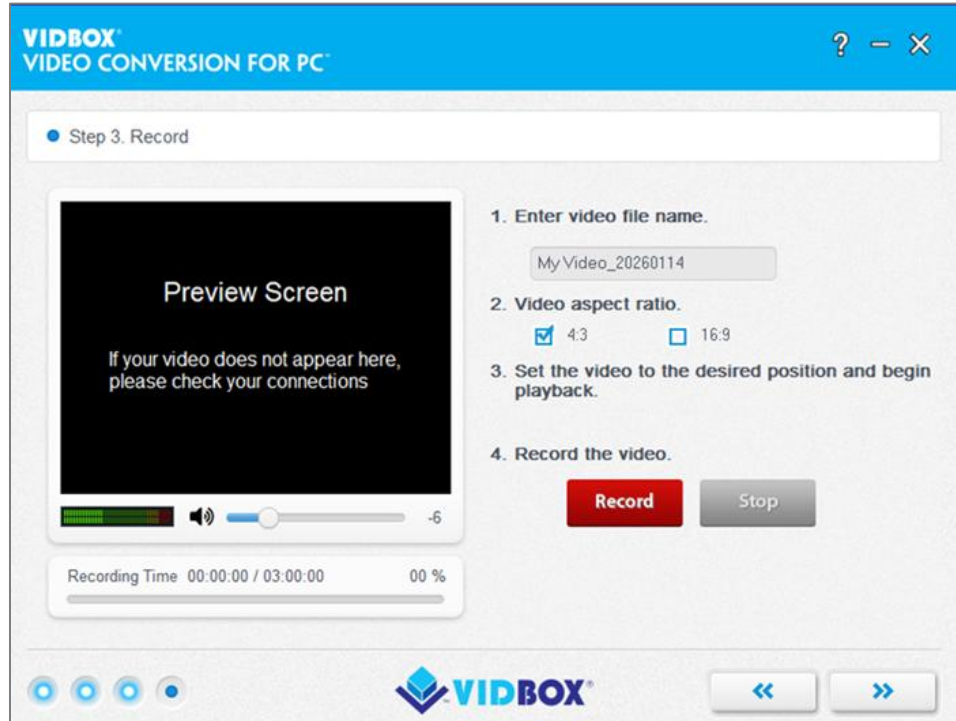 VIDBOX®
VIDEO CONVERSION FOR PC™
? – ×
Step 3. Record
Preview Screen
If your video does not appear here,
please check your connections
-6
Recording Time 00:00:00 / 03:00:00 00 %
1. Enter video file name.
My Video_20260114
2. Video aspect ratio.
4:3 16:9
3. Set the video to the desired position and begin
playback.
4. Record the video.
Record Stop
VIDBOX®
« »